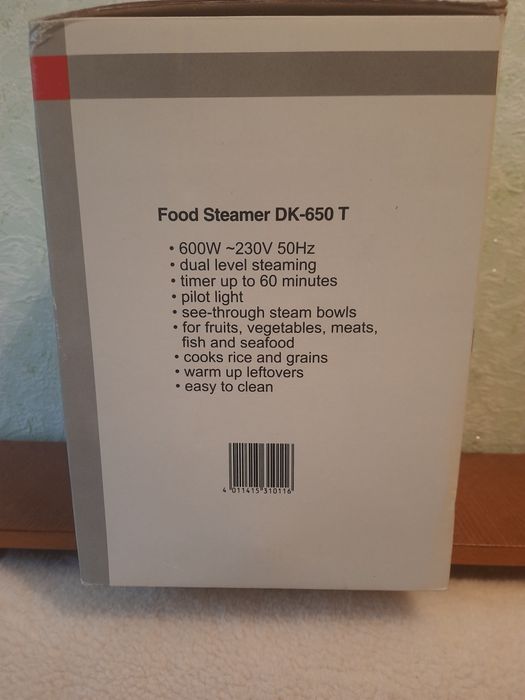 Food Steamer DK-650 T
• 600W ~230V 50Hz
• dual level steaming
• timer up to 60 minutes
• pilot light
• see-through steam bowls
• for fruits, vegetables, meats,
fish and seafood
• cooks rice and grains
• warm up leftovers
• easy to clean
4 011415 310116